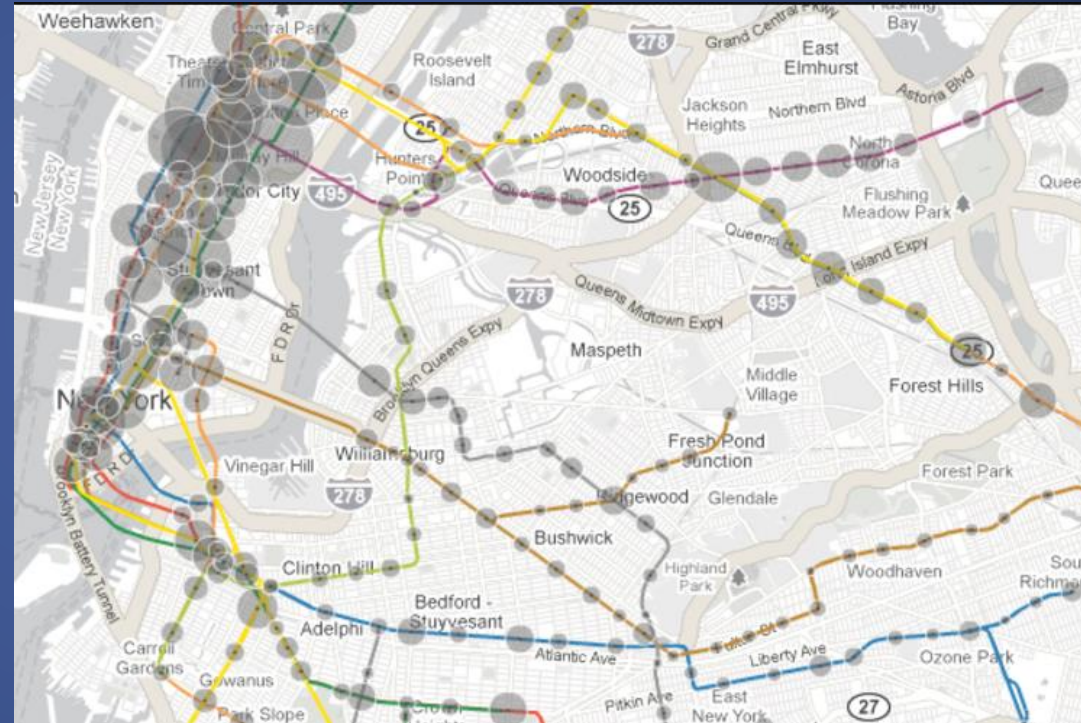 Weehawken
Central Park
278
Grand Central Pkwy
Flushing
Bay
East
Elmhurst
Roosevelt
Island
Astoria Blvd
Jackson
Heights
Northern Blvd
25
Northern Blvd
Hunters
Point
North
Corona
New Jersey
New York
495
Woodside
Queens Blvd
25
Flushing
Meadow Park
Queens
Long Island Expy
278
Queens Midtown Expy
495
FDR Dr
Brooklyn Queens Expy
Maspeth
25
Middle
Village
Forest Hills
New York
Fresh Pond
Junction
Williamsburg
Vinegar Hill
278
Forest Park
Ridgewood
Glendale
Brooklyn Battery Tunnel
Bushwick
Clinton Hill
Highland
Park
Woodhaven
Bedford -
Stuyvesant
Adelphi
Atlantic Ave
Liberty Ave
Ozone Park
Carroll
Gardens
Gowanus
Park Slope
Pitkin Ave
East
New York
27